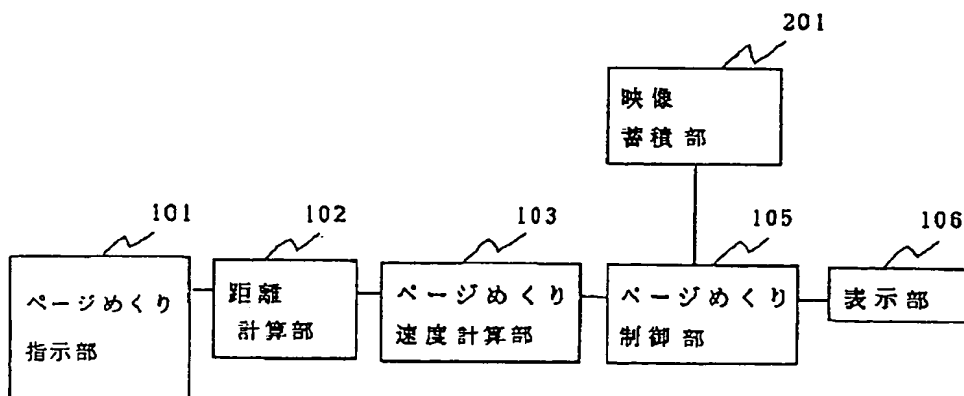 201
映像
蓄積部
101
102
103
105
106
ページめくり
指示部
距離
計算部
ページめくり
速度計算部
ページめくり
制御部
表示部